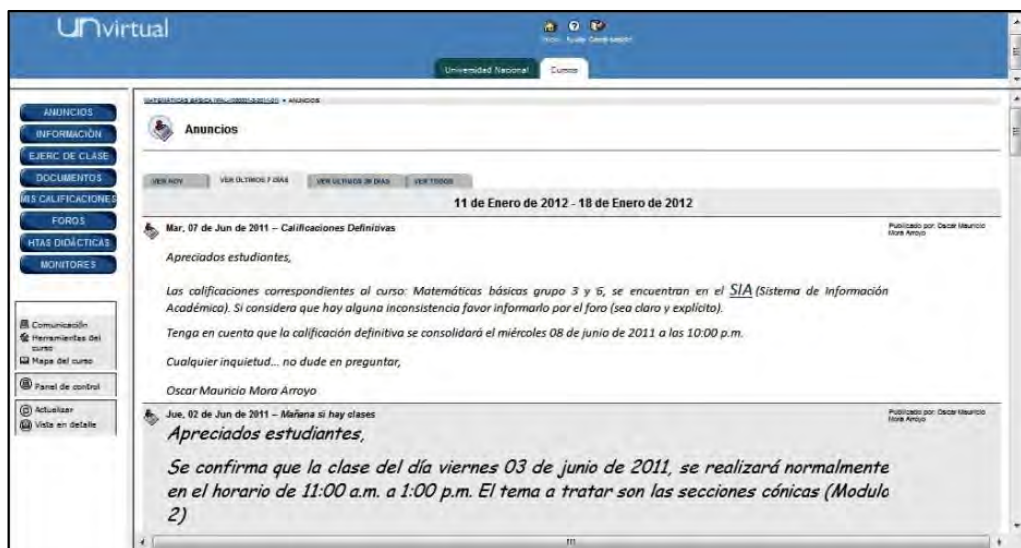 unvirtual
Inicio Ayuda Cerrar sesión
Universidad Nacional Cursos
ANUNCIOS
INFORMACIÓN
EJERC DE CLASE
DOCUMENTOS
MIS CALIFICACIONES
FOROS
HTAS DIDÁCTICAS
MONITORES
Comunicación
Herramientas del
curso
Mapa del curso
Panel de control
Actualizar
Vista en detalle
ANUNCIOS
Anuncios
VER HOY VER ÚLTIMOS 7 DÍAS VER ÚLTIMOS 28 DÍAS VER TODOS
11 de Enero de 2012 - 18 de Enero de 2012
Mar, 07 de Jun de 2011 – Calificaciones Definitivas
Publicado por: Oscar Mauricio
Mora Arroyo
Apreciados estudiantes,
Las calificaciones correspondientes al curso: Matemáticas básicas grupo 3 y 6, se encuentran en el SIA (Sistema de Información
Académica). Si considera que hay alguna inconsistencia favor informarlo por el foro (sea claro y explícito).
Tenga en cuenta que la calificación definitiva se consolidará el miércoles 08 de junio de 2011 a las 10:00 p.m.
Cualquier inquietud... no dude en preguntar,
Oscar Mauricio Mora Arroyo
Jue, 02 de Jun de 2011 – Mañana si hay clases
Publicado por: Oscar Mauricio
Mora Arroyo
Apreciados estudiantes,
Se confirma que la clase del día viernes 03 de junio de 2011, se realizará normalmente
en el horario de 11:00 a.m. a 1:00 p.m. El tema a tratar son las secciones cónicas (Modulo
2)